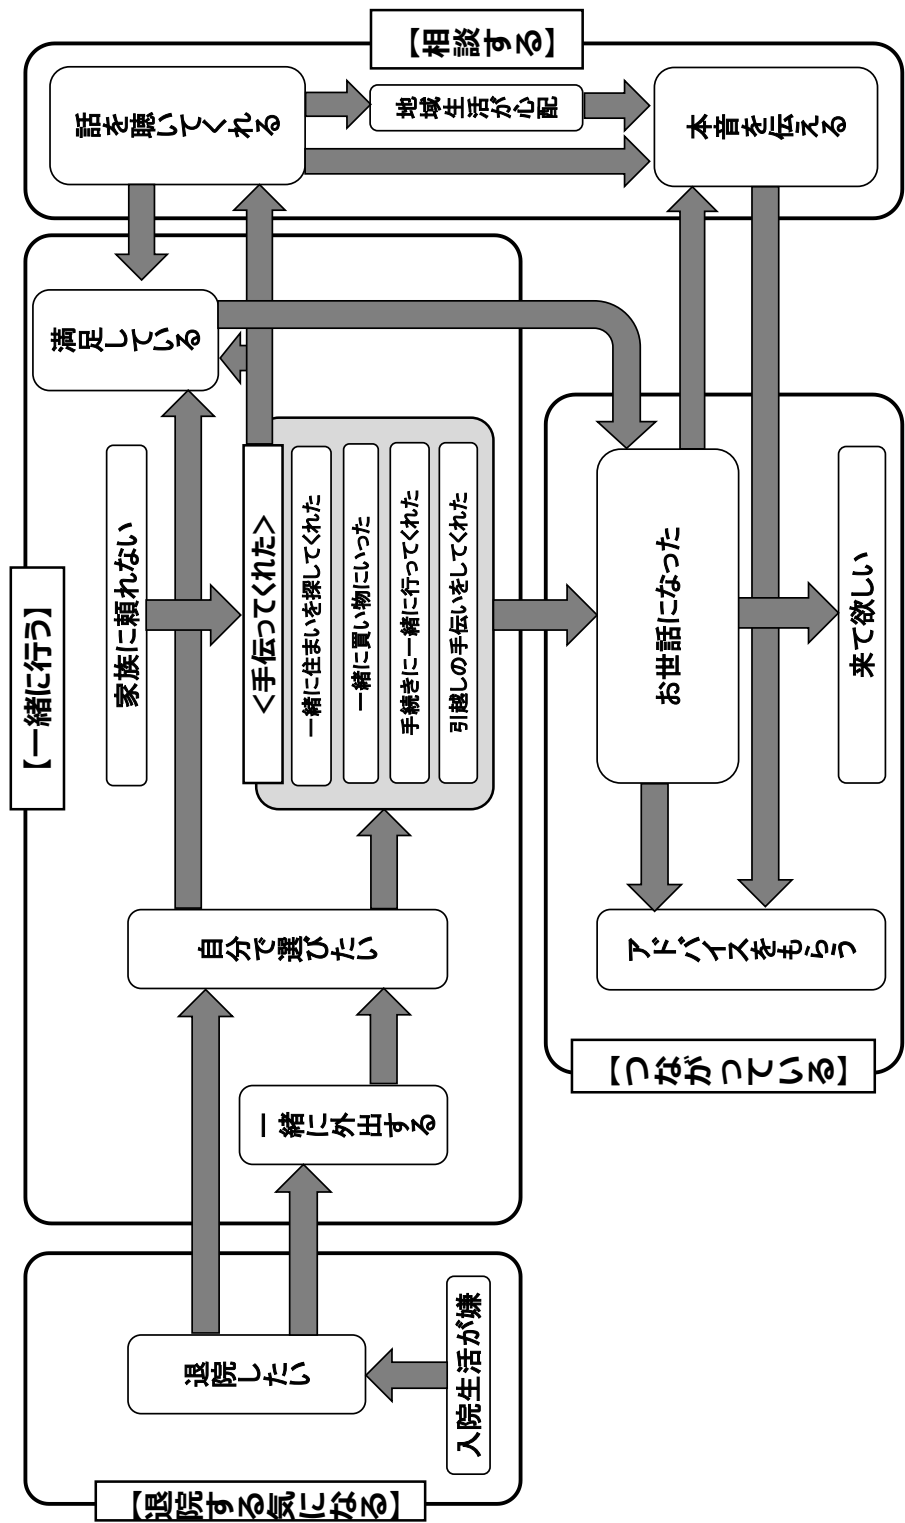 【退院する気になる】
退院したい
入院生活が嫌
【一緒に行う】
一緒に外出する
自分で選びたい
家族に頼れない
<手伝ってくれた>
一緒に住まいを探してくれた
一緒に買い物にいった
手続きに一緒に行ってくれた
引越しの手伝いをしてくれた
満足している
【つながっている】
アドバイスをもらう
お世話になった
来て欲しい
【相談する】
話を聴いてくれる
地域生活が心配
本音を伝える